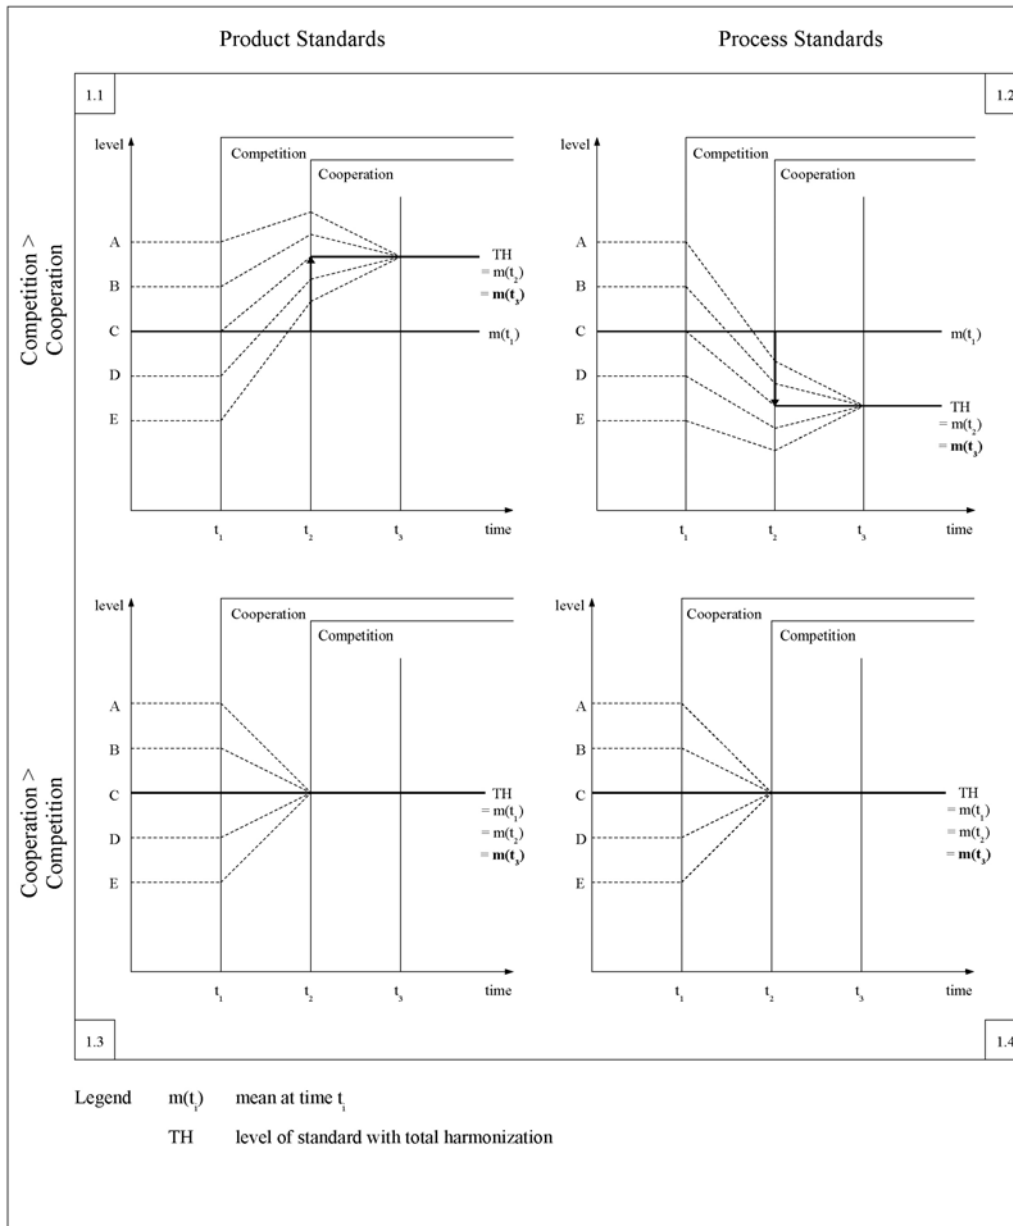 Product Standards
Process Standards
1.1
1.2
Competition >
Cooperation
level
Competition
Cooperation
A
B
C
D
E
TH
= m(t₂)
= m(t₃)
m(t₁)
t₁
t₂
t₃
time
level
Competition
Cooperation
A
B
C
D
E
m(t₁)
TH
= m(t₂)
= m(t₃)
t₁
t₂
t₃
time
Cooperation >
Competition
level
Cooperation
Competition
A
B
C
D
E
TH
= m(t₁)
= m(t₂)
= m(t₃)
t₁
t₂
t₃
time
level
Cooperation
Competition
A
B
C
D
E
TH
= m(t₁)
= m(t₂)
= m(t₃)
t₁
t₂
t₃
time
1.3
1.4
Legend m(tᵢ) mean at time tᵢ
TH level of standard with total harmonization